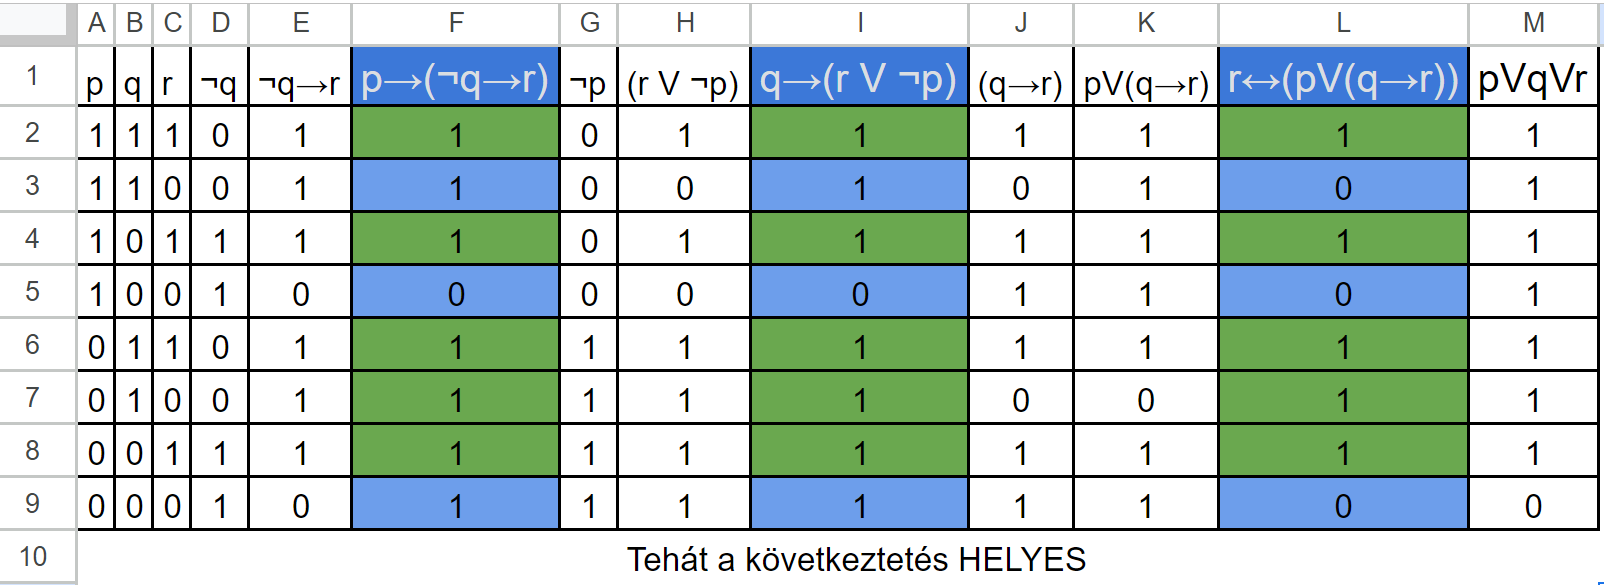 A B C D E F G H I J K L M
1 p q r ¬q ¬q→r p→(¬q→r) ¬p (r V ¬p) q→(r V ¬p) (q→r) pV(q→r) r↔(pV(q→r)) pVqVr
2 1 1 1 0 1 1 0 1 1 1 1 1 1
3 1 1 0 0 1 1 0 0 1 0 1 0 1
4 1 0 1 1 1 1 0 1 1 1 1 1 1
5 1 0 0 1 0 0 0 0 0 1 1 0 1
6 0 1 1 0 1 1 1 1 1 1 1 1 1
7 0 1 0 0 1 1 1 1 1 0 0 1 1
8 0 0 1 1 1 1 1 1 1 1 1 1 1
9 0 0 0 1 0 1 1 1 1 1 1 0 0
10 Tehát a következtetés HELYES